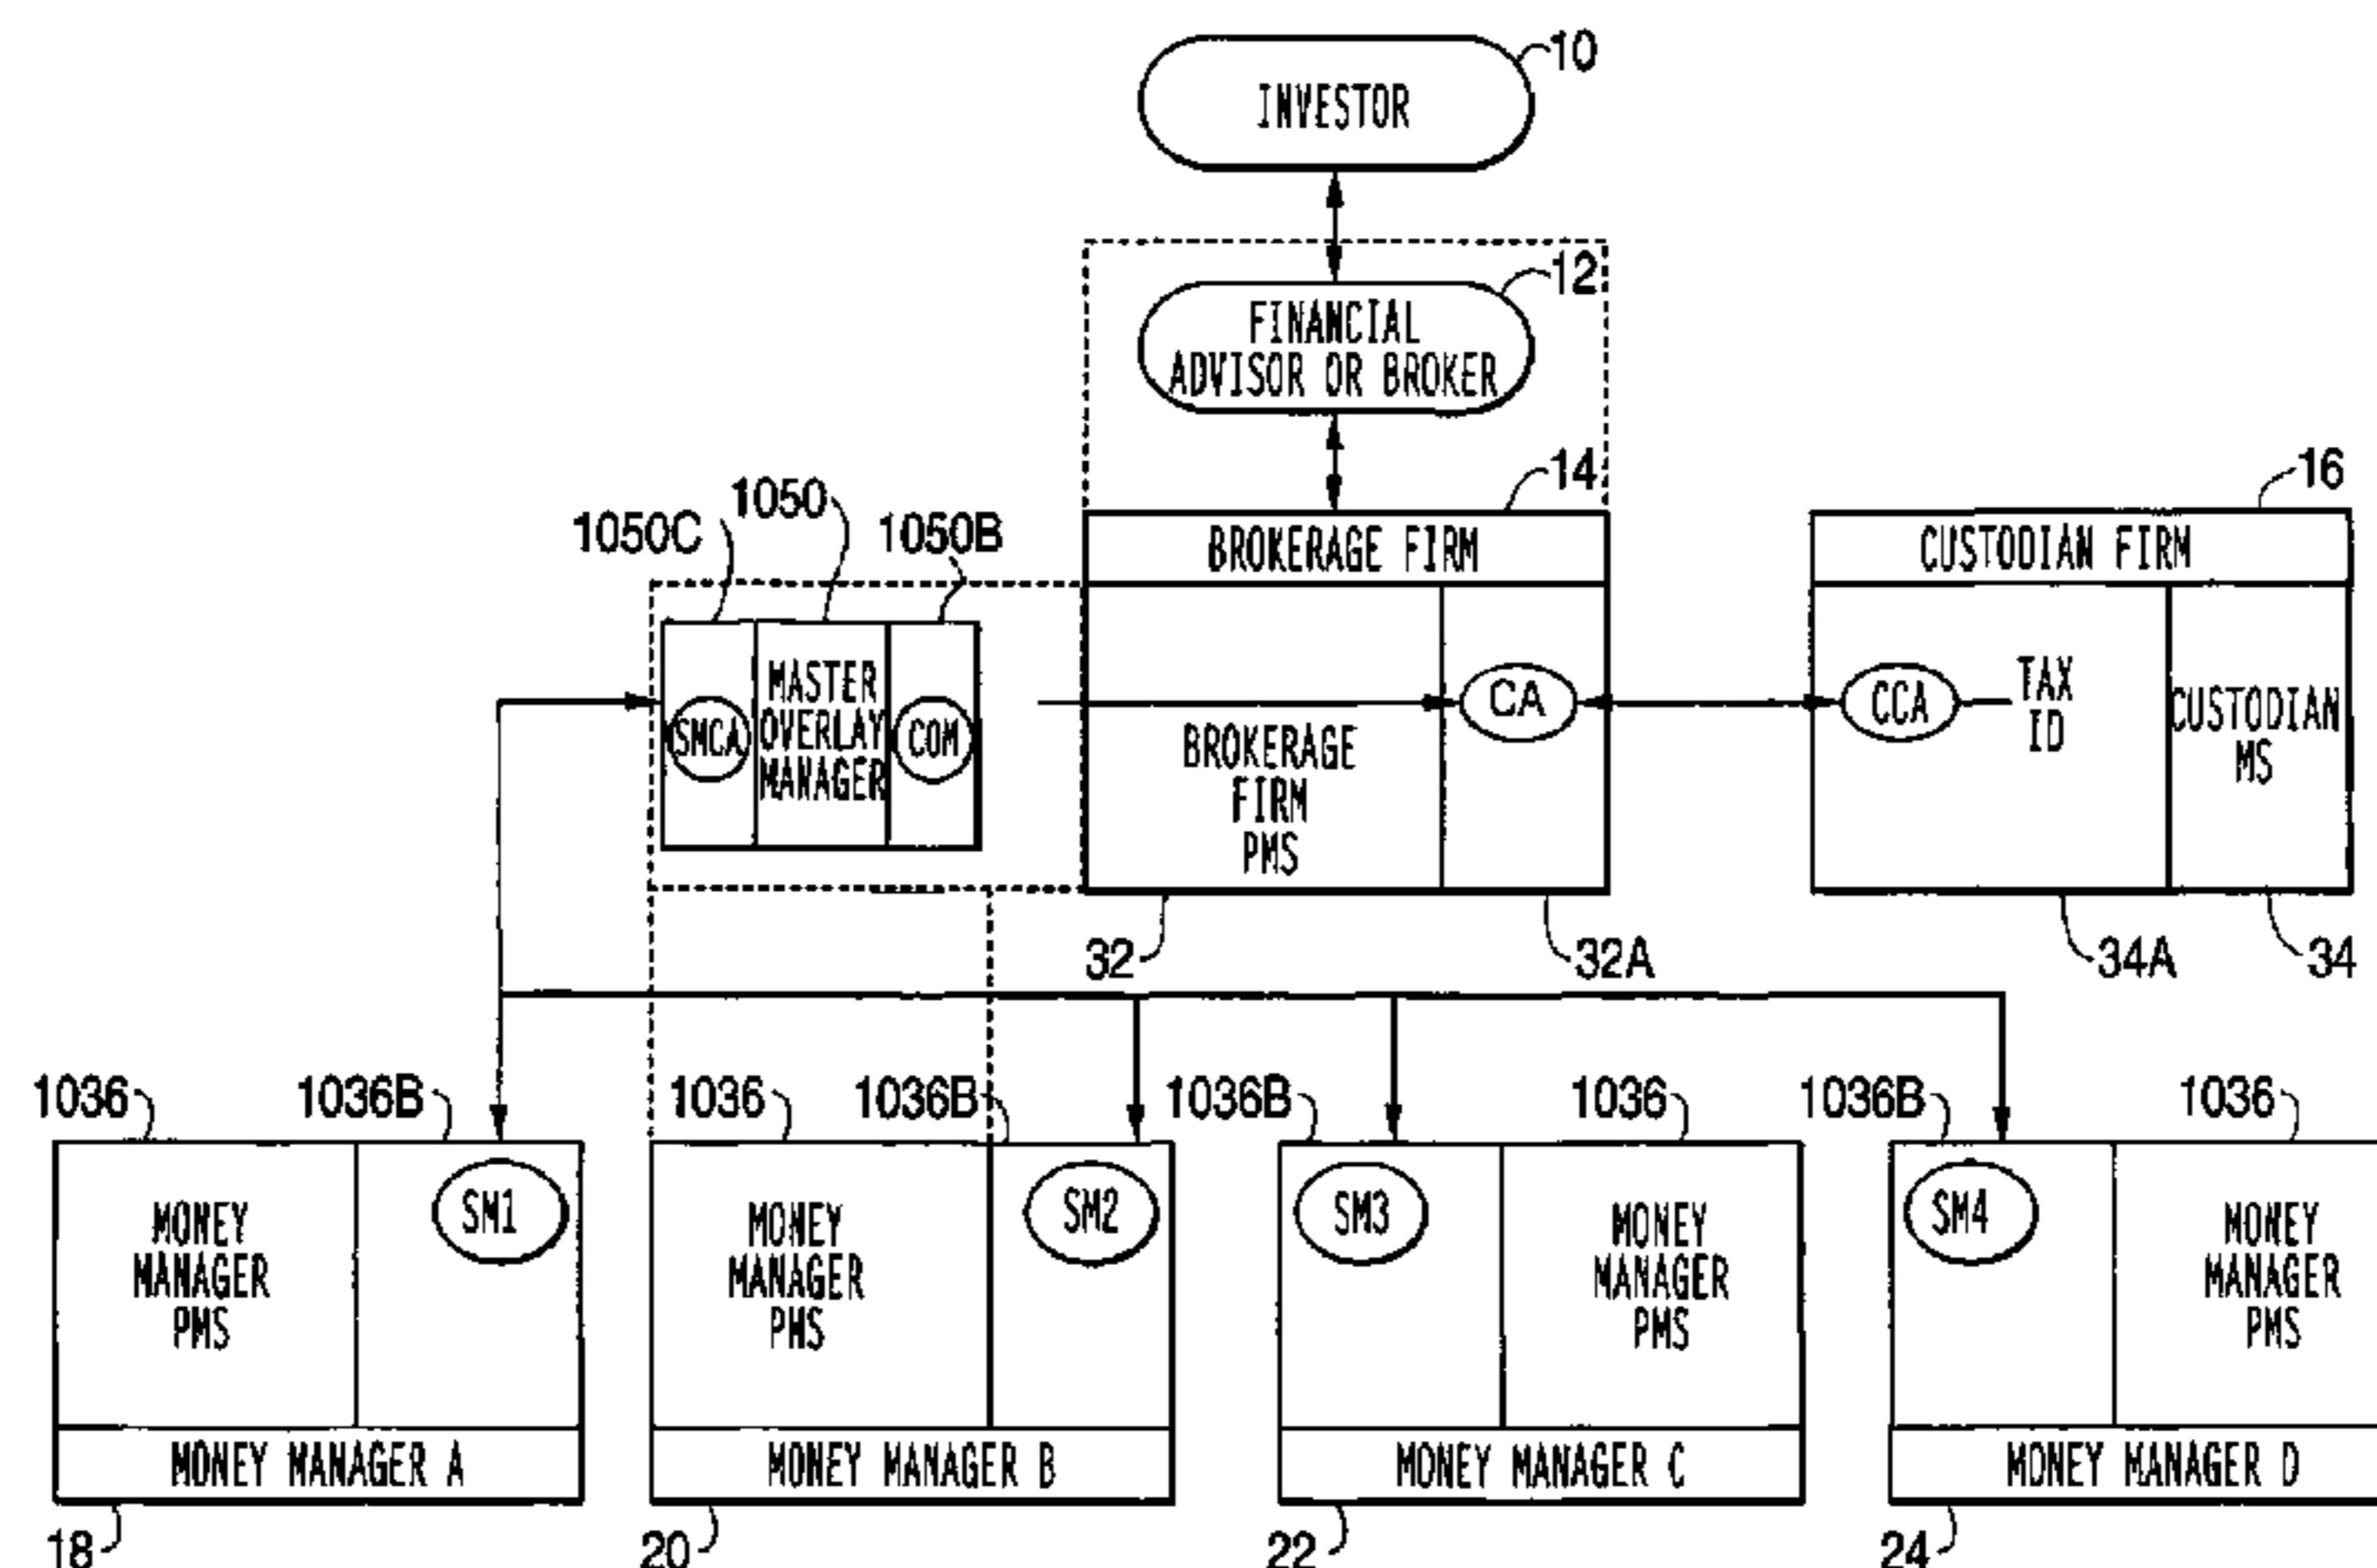 10
INVESTOR
12
FINANCIAL
ADVISOR OR BROKER
14
16
1050C
1050
1050B
BROKERAGE FIRM
CUSTODIAN FIRM
SMCA
MASTER
OVERLAY
MANAGER
COM
CA
BROKERAGE
FIRM
PMS
CCA
TAX
ID
CUSTODIAN
MS
32
32A
34A
34
1036
1036B
1036
1036B
1036B
1036
1036B
1036
MONEY
MANAGER
PMS
SM1
MONEY
MANAGER
PMS
SM2
SM3
MONEY
MANAGER
PMS
SM4
MONEY
MANAGER
PMS
MONEY MANAGER A
MONEY MANAGER B
MONEY MANAGER C
MONEY MANAGER D
18
20
22
24